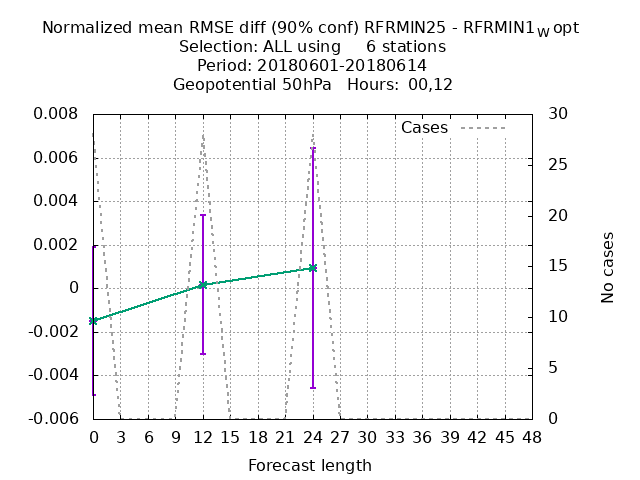 Normalized mean RMSE diff (90% conf) RFRMIN25 - RFRMIN1w opt
Selection: ALL using 6 stations
Period: 20180601-20180614
Geopotential 50hPa Hours: 00,12
Cases
0.008
0.006
0.004
0.002
0
-0.002
-0.004
-0.006
30
25
20
15
10
5
0
No cases
0 3 6 9 12 15 18 21 24 27 30 33 36 39 42 45 48
Forecast length